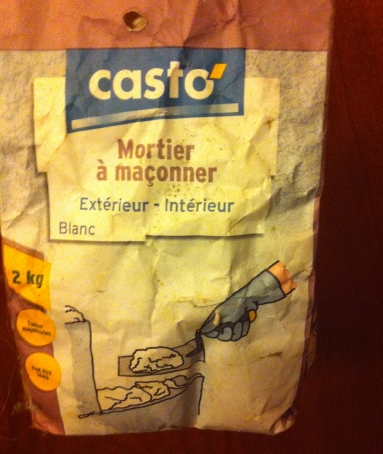 casto
Mortier
à maçonner
Extérieur - Intérieur
Blanc
2 kg